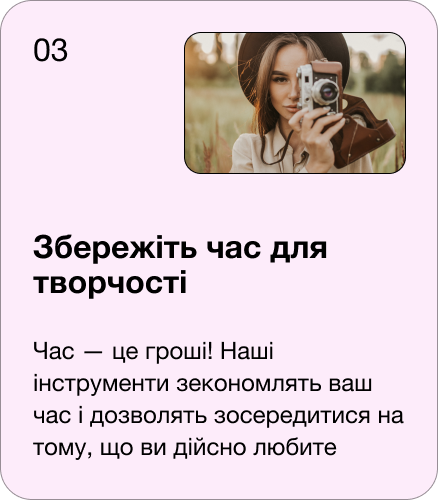 03
Збережіть час для
творчості
Час — це гроші! Наші
інструменти зекономлять ваш
час і дозволять зосередитися на
тому, що ви дійсно любите